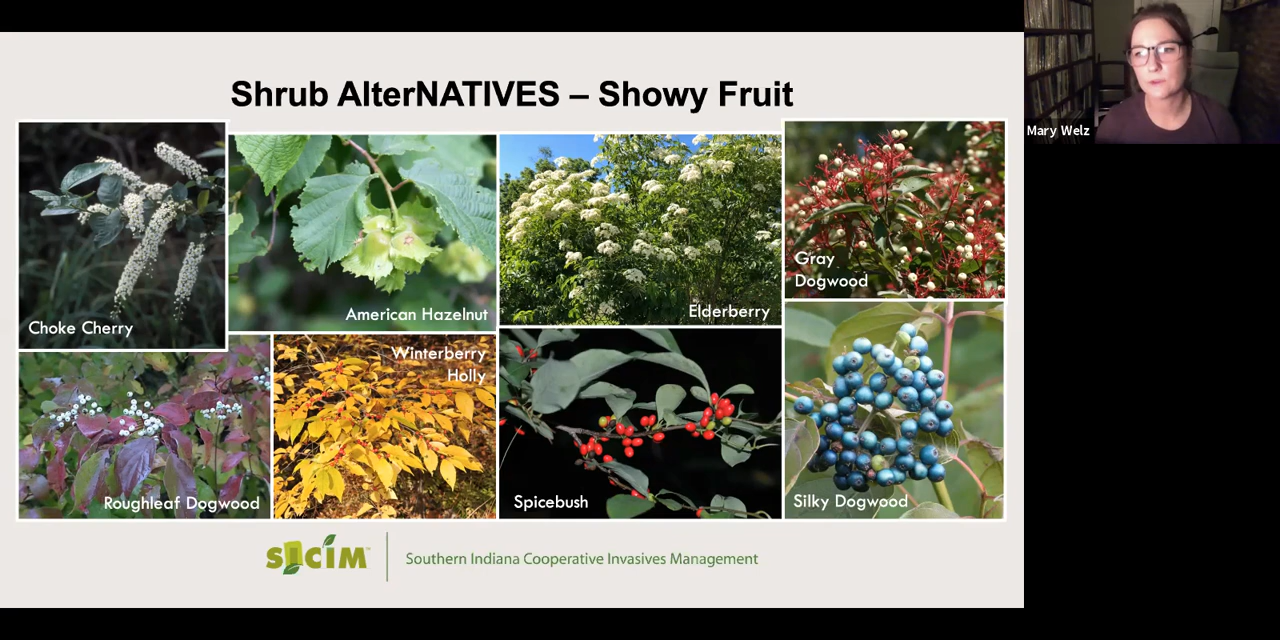 Shrub AlterNATIVES – Showy Fruit
Mary Welz
Choke Cherry
American Hazelnut
Elderberry
Gray
Dogwood
Roughleaf Dogwood
Winterberry
Holly
Spicebush
Silky Dogwood
SICIM™
Southern Indiana Cooperative Invasives Management